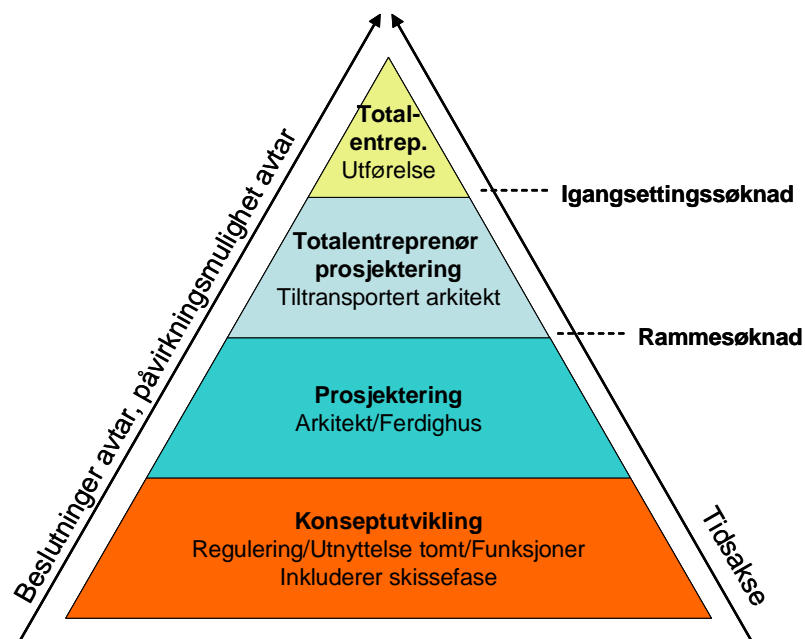 Total-
entrep.
Utførelse
Igangsettingssøknad
Totalentreprenør
prosjektering
Tiltransportert arkitekt
Rammesøknad
Prosjektering
Arkitekt/Ferdighus
Konseptutvikling
Regulering/Utnyttelse tomt/Funksjoner
Inkluderer skissefase
Beslutninger avtar, påvirkningsmulighet avtar
Tidsakse